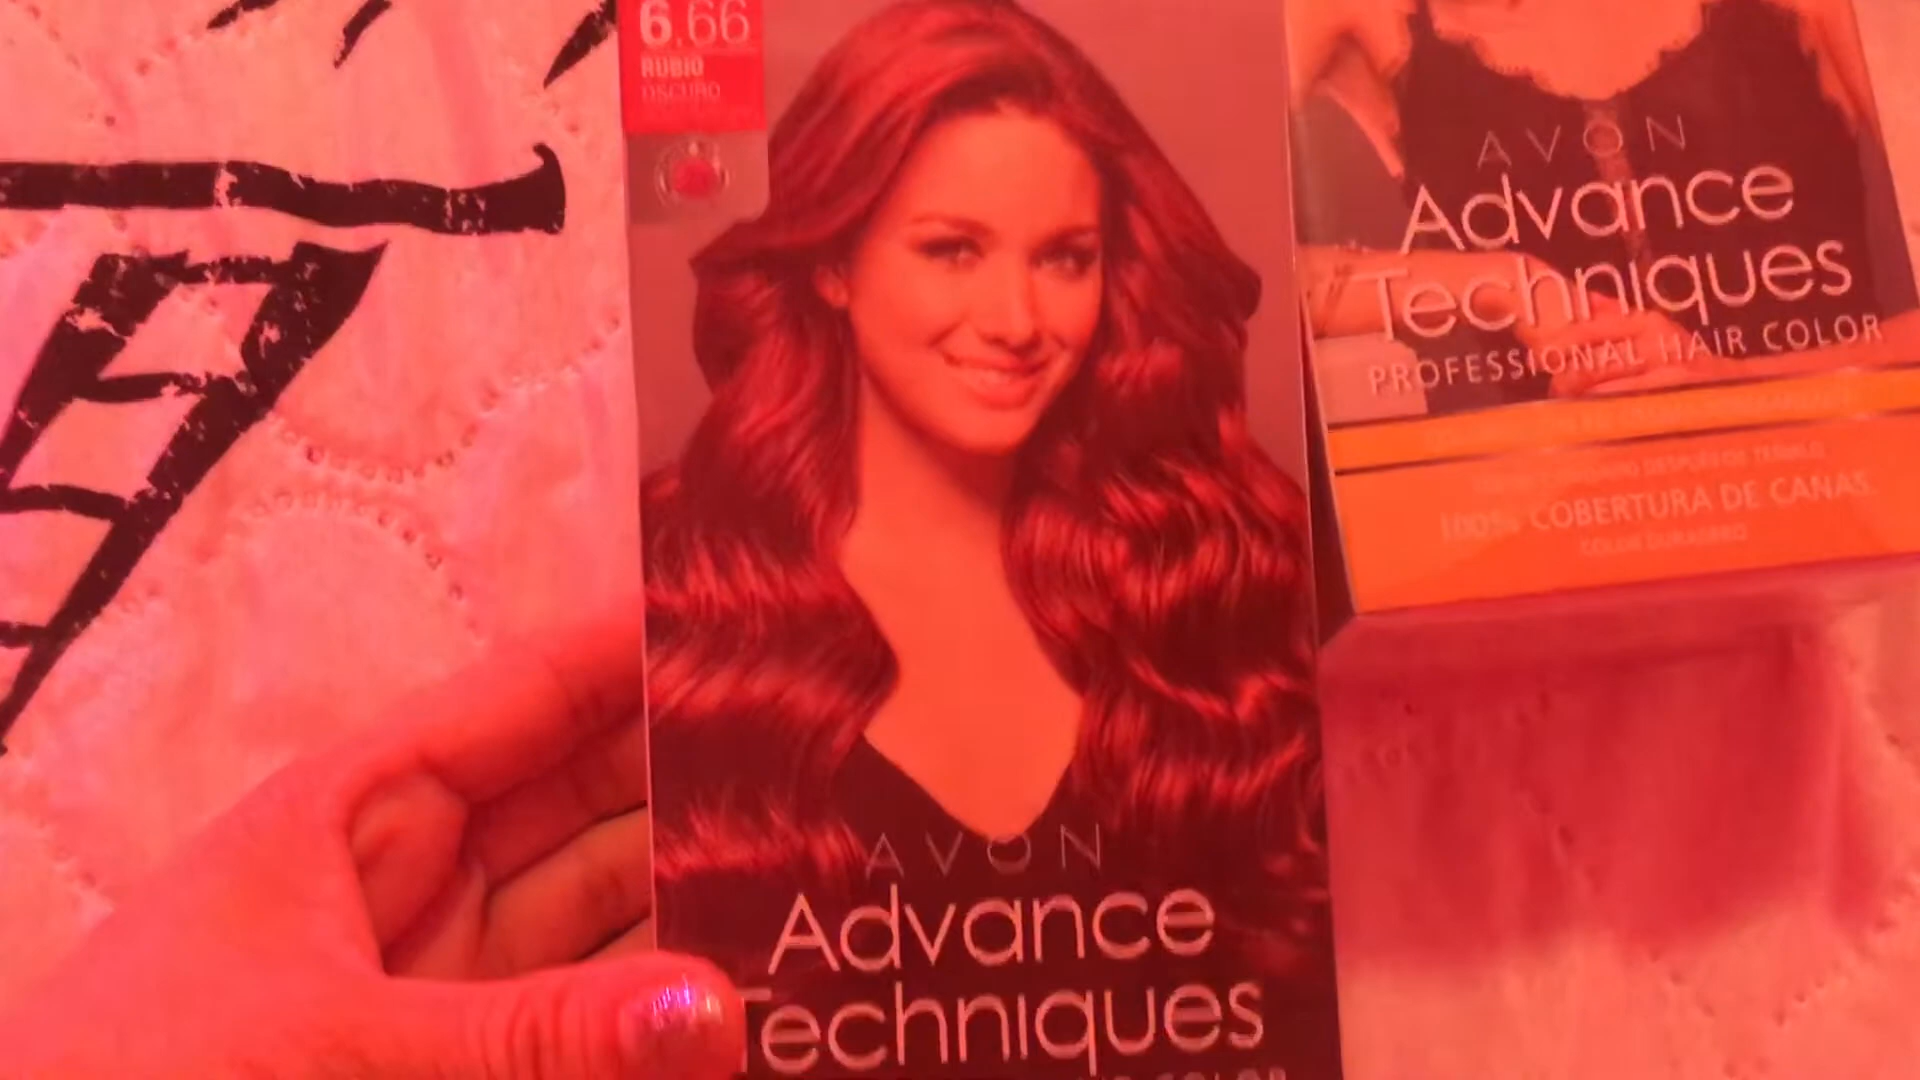 6.66
RUBIO
OSCURO
AVON
Advance
Techniques
AVON
Advance
Techniques
PROFESSIONAL HAIR COLOR
100% COBERTURA DE CANAS